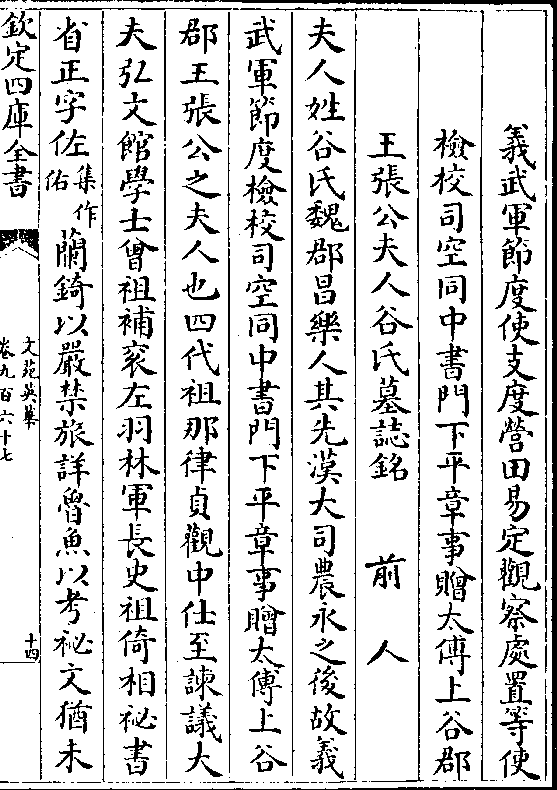 義武軍節度使支度營田易定觀察處置等使
檢校司空同中書門下平章事贈太傅上谷郡
王張公夫人谷氏墓誌銘 前人
夫人姓谷氏魏郡昌樂人其先漢大司農永之後故義
武軍節度檢校司空同中書門下平章事贈太傅上谷
郡王張公之夫人也四代祖那律貞觀中仕至諫議大
夫弘文館學士曾祖補衮左羽林軍長史祖倚相祕書
省正字佐集作佑蘭錡以嚴禁旅詳魯魚以考祕文猶未
欽定四庫全書
文苑英華
卷九百六十七
十四